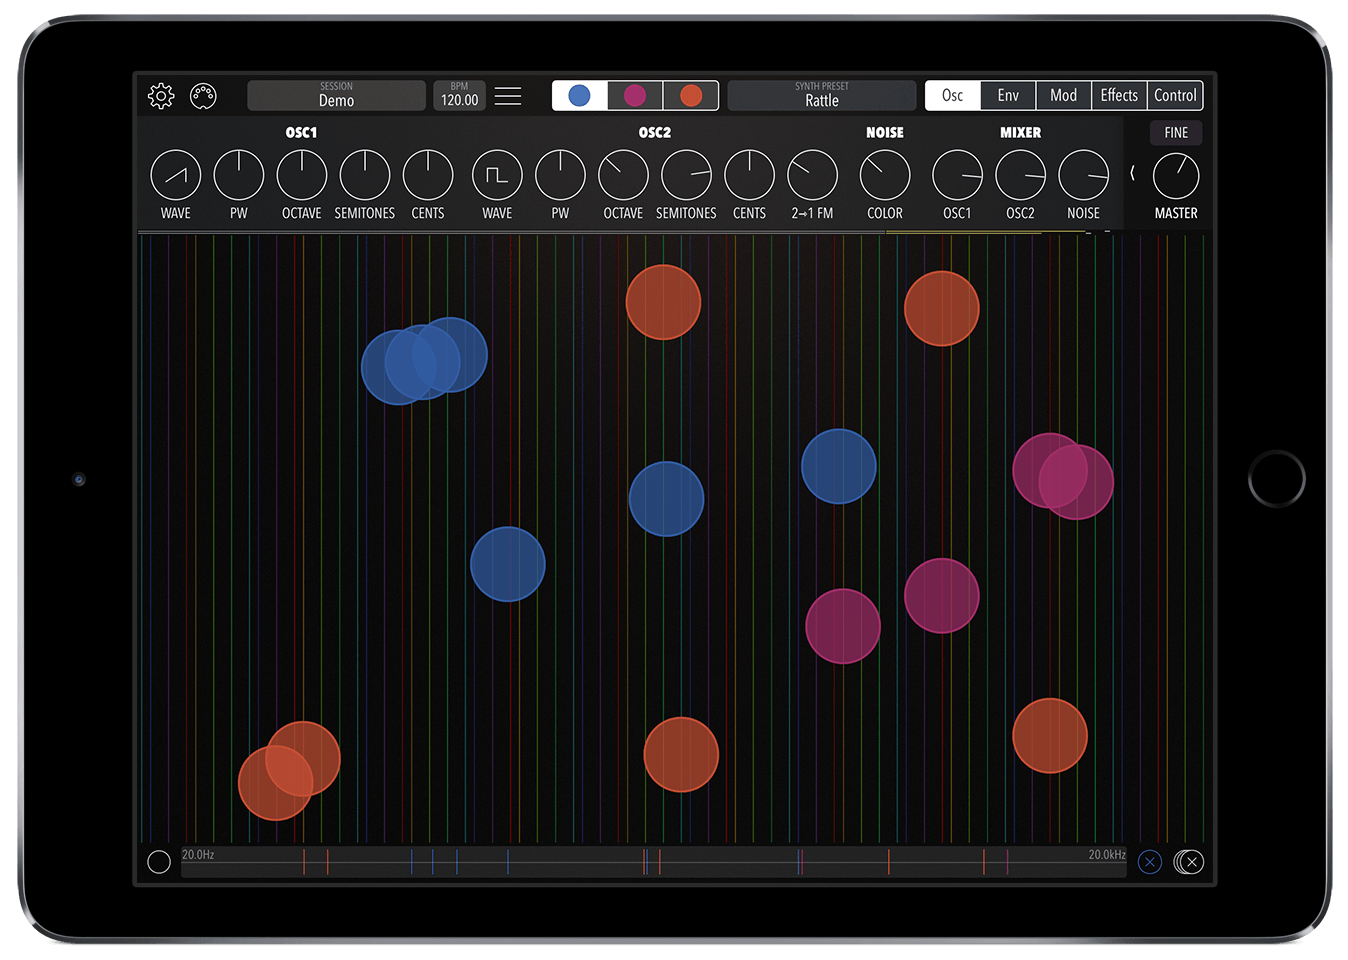 SESSION
Demo
BPM
120.00
SYNTH PRESET
Rattle
Osc
Env
Mod
Effects
Control
OSC1
OSC2
NOISE
MIXER
FINE
WAVE
PW
OCTAVE
SEMITONES
CENTS
WAVE
PW
OCTAVE
SEMITONES
CENTS
2→1 FM
COLOR
OSC1
OSC2
NOISE
MASTER
20.0Hz
20.0kHz